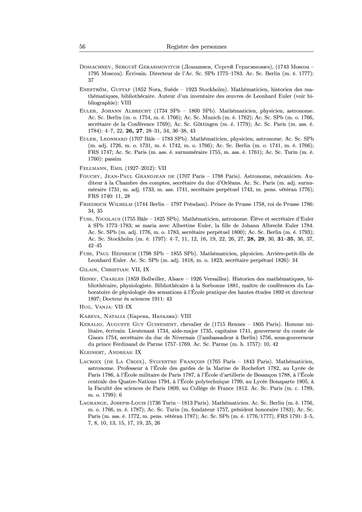 56 Register des personnes
Domachnev, Sergueï Gerasimovitch (Домашнев, Сергей Герасимович), (1743 Moscou –
1795 Moscou). Écrivain. Directeur de l'Ac. Sc. SPb 1775–1783. Ac. Sc. Berlin (m. é. 1777):
37
Eneström, Gustaf (1852 Nora, Suède – 1923 Stockholm). Mathématicien, historien des ma-
thématiques, bibliothécaire. Auteur d'un inventaire des œuvres de Leonhard Euler (voir bi-
bliographie): VIII
Euler, Johann Albrecht (1734 SPb – 1800 SPb). Mathématicien, physicien, astronome.
Ac. Sc. Berlin (m. o. 1754, m. é. 1766); Ac. Sc. Munich (m. é. 1762); Ac. Sc. SPb (m. o. 1766,
secrétaire de la Conférence 1769); Ac. Sc. Göttingen (m. é. 1778); Ac. Sc. Paris (m. ass. é.
1784): 4–7, 22, 26, 27, 28–31, 34, 36–38, 43
Euler, Leonhard (1707 Bâle – 1783 SPb). Mathématicien, physicien, astronome. Ac. Sc. SPb
(m. adj. 1726, m. o. 1731, m. é. 1742, m. o. 1766); Ac. Sc. Berlin (m. o. 1741, m. é. 1766);
FRS 1747; Ac. Sc. Paris (m. ass. é. surnuméraire 1755, m. ass. é. 1761); Ac. Sc. Turin (m. é.
1760): passim
Fellmann, Emil (1927–2012): VII
Fouchy, Jean-Paul Grandjean de (1707 Paris – 1788 Paris). Astronome, mécanicien. Au-
diteur à la Chambre des comptes, secrétaire du duc d'Orléans. Ac. Sc. Paris (m. adj. surnu-
méraire 1731, m. adj. 1733, m. ass. 1741, secrétaire perpétuel 1743, m. pens. vétéran 1776);
FRS 1740: 11, 28
Friedrich Wilhelm (1744 Berlin – 1797 Potsdam). Prince de Prusse 1758, roi de Prusse 1786:
34, 35
Fuss, Nicolaus (1755 Bâle – 1825 SPb). Mathématicien, astronome. Élève et secrétaire d'Euler
à SPb 1773–1783; se maria avec Albertine Euler, la fille de Johann Albrecht Euler 1784.
Ac. Sc. SPb (m. adj. 1776, m. o. 1783, secrétaire perpétuel 1800); Ac. Sc. Berlin (m. é. 1793);
Ac. Sc. Stockholm (m. é. 1797): 4–7, 11, 12, 16, 19, 22, 26, 27, 28, 29, 30, 31–35, 36, 37,
42–45
Fuss, Paul Heinrich (1798 SPb – 1855 SPb). Mathématicien, physicien. Arrière-petit-fils de
Leonhard Euler. Ac. Sc. SPb (m. adj. 1818, m. o. 1823, secrétaire perpétuel 1826): 34
Gilain, Christian: VII, IX
Henry, Charles (1859 Bollwiller, Alsace – 1926 Versailles). Historien des mathématiques, bi-
bliothécaire, physiologiste. Bibliothécaire à la Sorbonne 1881, maître de conférences du La-
boratoire de physiologie des sensations à l'École pratique des hautes études 1892 et directeur
1897; Docteur ès sciences 1911: 43
Hug, Vanja: VII–IX
Kareva, Natalia (Карева, Наталия): VIII
Keralio, Auguste Guy Guinement, chevalier de (1715 Rennes – 1805 Paris). Homme mi-
litaire, écrivain. Lieutenant 1734, aide-major 1735, capitaine 1741, gouverneur du comte de
Gisors 1754, secrétaire du duc de Nivernais (l'ambassadeur à Berlin) 1756, sous-gouverneur
du prince Ferdinand de Parme 1757–1769. Ac. Sc. Parme (m. h. 1757): 10, 42
Kleinert, Andreas: IX
Lacroix (de La Croix), Sylvestre François (1765 Paris – 1843 Paris). Mathématicien,
astronome. Professeur à l'École des gardes de la Marine de Rochefort 1782, au Lycée de
Paris 1786, à l'École militaire de Paris 1787, à l'École d'artillerie de Besançon 1788, à l'École
centrale des Quatre-Nations 1794, à l'École polytechnique 1799, au Lycée Bonaparte 1805, à
la Faculté des sciences de Paris 1809, au Collège de France 1812. Ac. Sc. Paris (m. c. 1789,
m. o. 1799): 6
Lagrange, Joseph-Louis (1736 Turin – 1813 Paris). Mathématicien. Ac. Sc. Berlin (m. é. 1756,
m. o. 1766, m. é. 1787); Ac. Sc. Turin (m. fondateur 1757, président honoraire 1783); Ac. Sc.
Paris (m. ass. é. 1772, m. pens. vétéran 1787); Ac. Sc. SPb (m. é. 1776/1777), FRS 1791: 3–5,
7, 8, 10, 13, 15, 17, 19, 25, 26